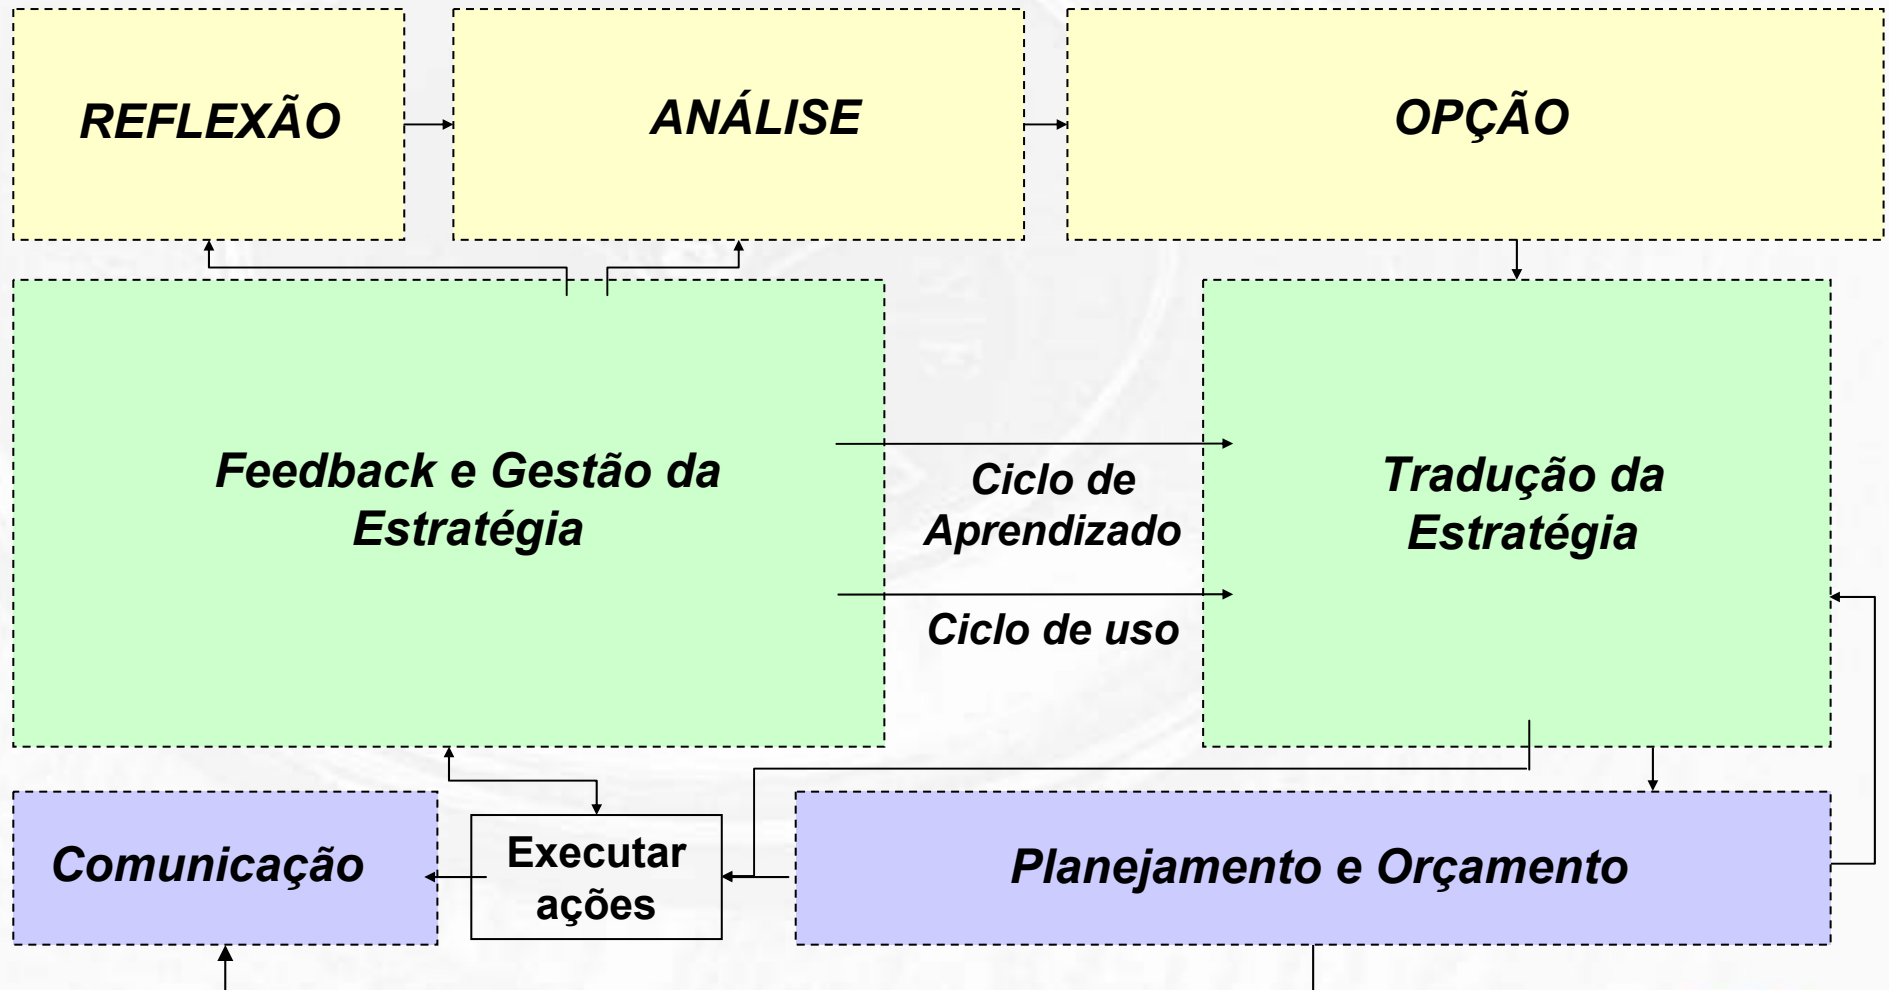 REFLEXÃO
ANÁLISE
OPÇÃO
Feedback e Gestão da
Estratégia
Ciclo de
Aprendizado
Ciclo de uso
Tradução da
Estratégia
Comunicação
Executar
ações
Planejamento e Orçamento